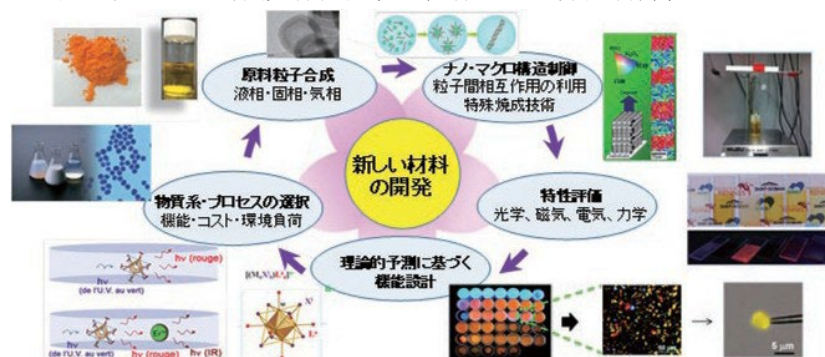 原料粒子合成
液相・固相・気相
ナノ・マクロ構造制御
粒子間相互作用の利用
特殊焼成技術
新しい材料
の開発
物質系・プロセスの選択
機能・コスト・環境負荷
特性評価
光学、磁気、電気、力学
理論的予測に基づく
機能設計
hν (rouge)
hν
(de l'U.V. au vert)
hν
(de l'U.V. au vert)
hν (rouge)
hν (IR)
5 μm